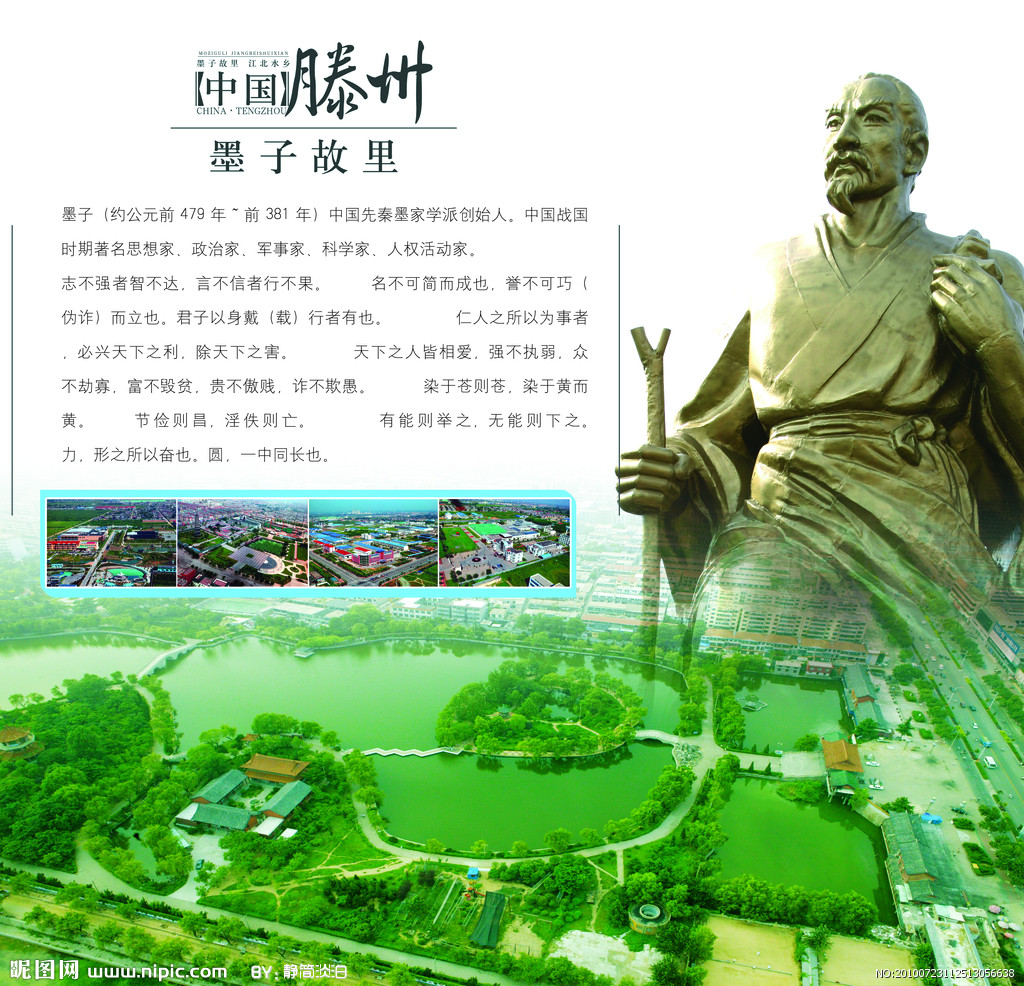 MOZIGULI JIANGBEISHUIXIAN
墨子故里 江北水乡
【中国】滕州
CHINA·TENGZHOU
墨子故里
墨子（约公元前 479 年 ~ 前 381 年）中国先秦墨家学派创始人。中国战国
时期著名思想家、政治家、军事家、科学家、人权活动家。
志不强者智不达，言不信者行不果。 名不可简而成也，誉不可巧（
伪诈）而立也。君子以身戴（载）行者有也。 仁人之所以为事者
，必兴天下之利，除天下之害。 天下之人皆相爱，强不执弱，众
不劫寡，富不毁贫，贵不傲贱，诈不欺愚。 染于苍则苍，染于黄而
黄。 节俭则昌，淫佚则亡。 有能则举之，无能则下之。
力，形之所以奋也。圆，一中同长也。
昵图网 www.nipic.com BY:静简淡泊
NO:20100723112513056638